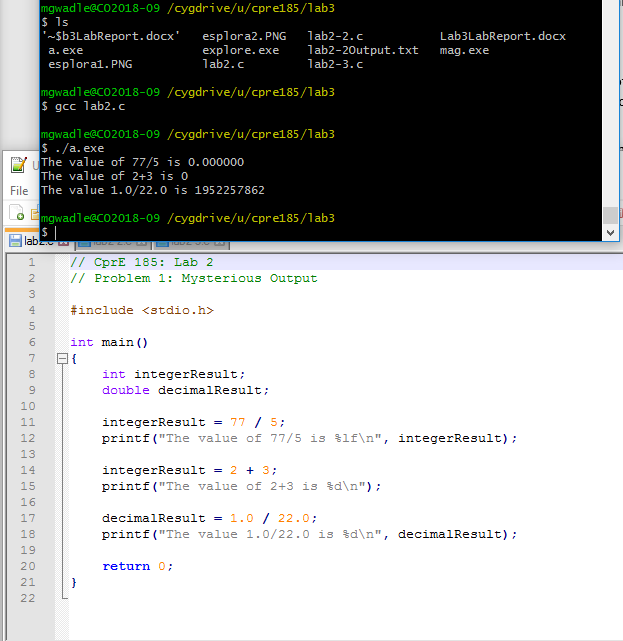 mgwadle@CO2018-09 /cygdrive/u/cpre185/lab3
$ ls
'~$b3LabReport.docx' esplora2.PNG lab2-2.c Lab3LabReport.docx
a.exe explore.exe lab2-2Output.txt mag.exe
esplora1.PNG lab2.c lab2-3.c
mgwadle@CO2018-09 /cygdrive/u/cpre185/lab3
$ gcc lab2.c
mgwadle@CO2018-09 /cygdrive/u/cpre185/lab3
$ ./a.exe
The value of 77/5 is 0.000000
The value of 2+3 is 0
The value 1.0/22.0 is 1952257862
mgwadle@CO2018-09 /cygdrive/u/cpre185/lab3
$
File
1 // CprE 185: Lab 2
2 // Problem 1: Mysterious Output
3
4 #include <stdio.h>
5
6 int main()
7 {
8 int integerResult;
9 double decimalResult;
10
11 integerResult = 77 / 5;
12 printf("The value of 77/5 is %lf\n", integerResult);
13
14 integerResult = 2 + 3;
15 printf("The value of 2+3 is %d\n");
16
17 decimalResult = 1.0 / 22.0;
18 printf("The value 1.0/22.0 is %d\n", decimalResult);
19
20 return 0;
21 }
22